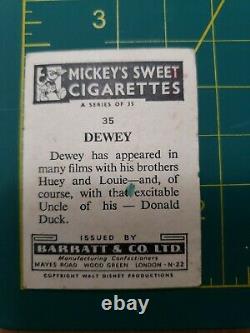 3
MICKEY'S SWEET
CIGARETTES
A SERIES OF 35
35
DEWEY
Dewey has appeared in
many films with his brothers
Huey and Louie—and, of
course, with that excitable
Uncle of his — Donald
Duck.
ISSUED BY
BARRATT & CO. LTD.
Manufacturing Confectioners
MAYES ROAD WOOD GREEN LONDON - N·22
COPYRIGHT WALT DISNEY PRODUCTIONS
2
1